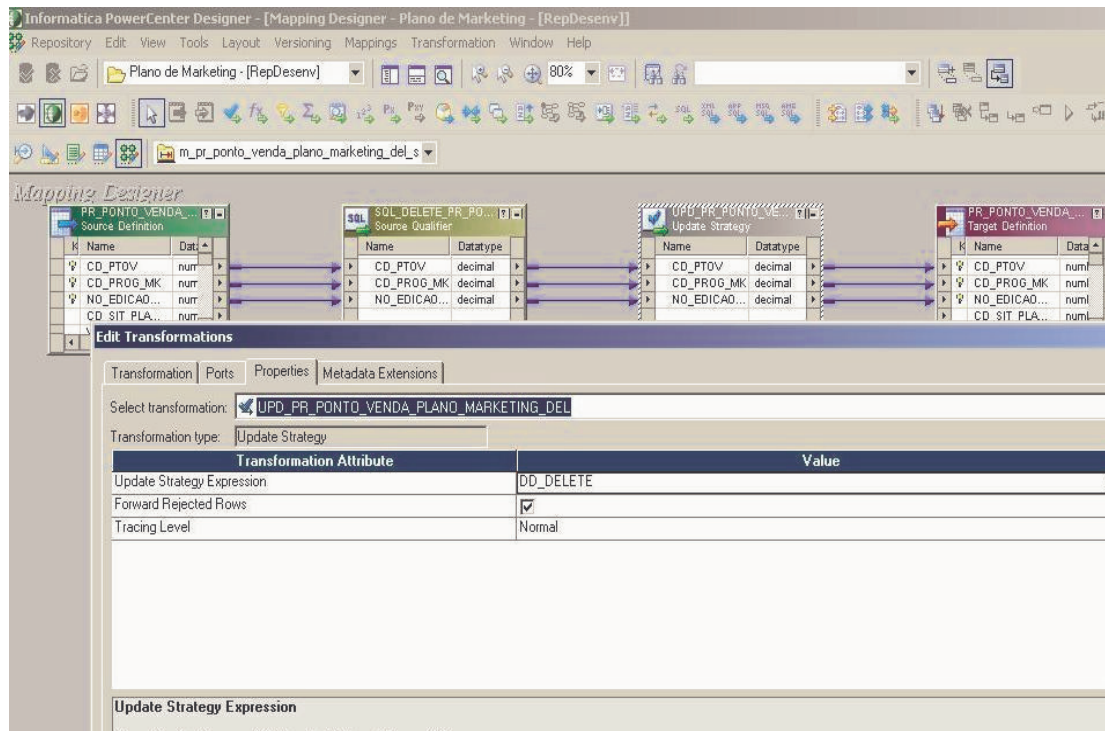 Informatica PowerCenter Designer - [Mapping Designer - Plano de Marketing - [RepDesenv]]
Repository Edit View Tools Layout Versioning Mappings Transformation Window Help
Plano de Marketing - [RepDesenv] 80%
m_pr_ponto_venda_plano_marketing_del_s
Mapping Designer
PR_PONTO_VENDA_... SQL_DELETE_PR_PO... UPD_PR_PONTO_VE... PR_PONTO_VENDA_...
Source Definition Source Qualifier Update Strategy Target Definition
K Name Data Name Datatype Name Datatype K Name Data
CD_PTOV CD_PTOV decimal CD_PTOV decimal CD_PTOV
CD_PROG_MK CD_PROG_MK decimal CD_PROG_MK decimal CD_PROG_MK
NO_EDICAO... NO_EDICAO... decimal NO_EDICAO... decimal NO_EDICAO...
CD_SIT_PLA... CD_SIT_PLA...
Edit Transformations
Transformation Ports Properties Metadata Extensions
Select transformation: UPD_PR_PONTO_VENDA_PLANO_MARKETING_DEL
Transformation type: Update Strategy
Transformation Attribute Value
Update Strategy Expression DD_DELETE
Forward Rejected Rows
Tracing Level Normal
Update Strategy Expression